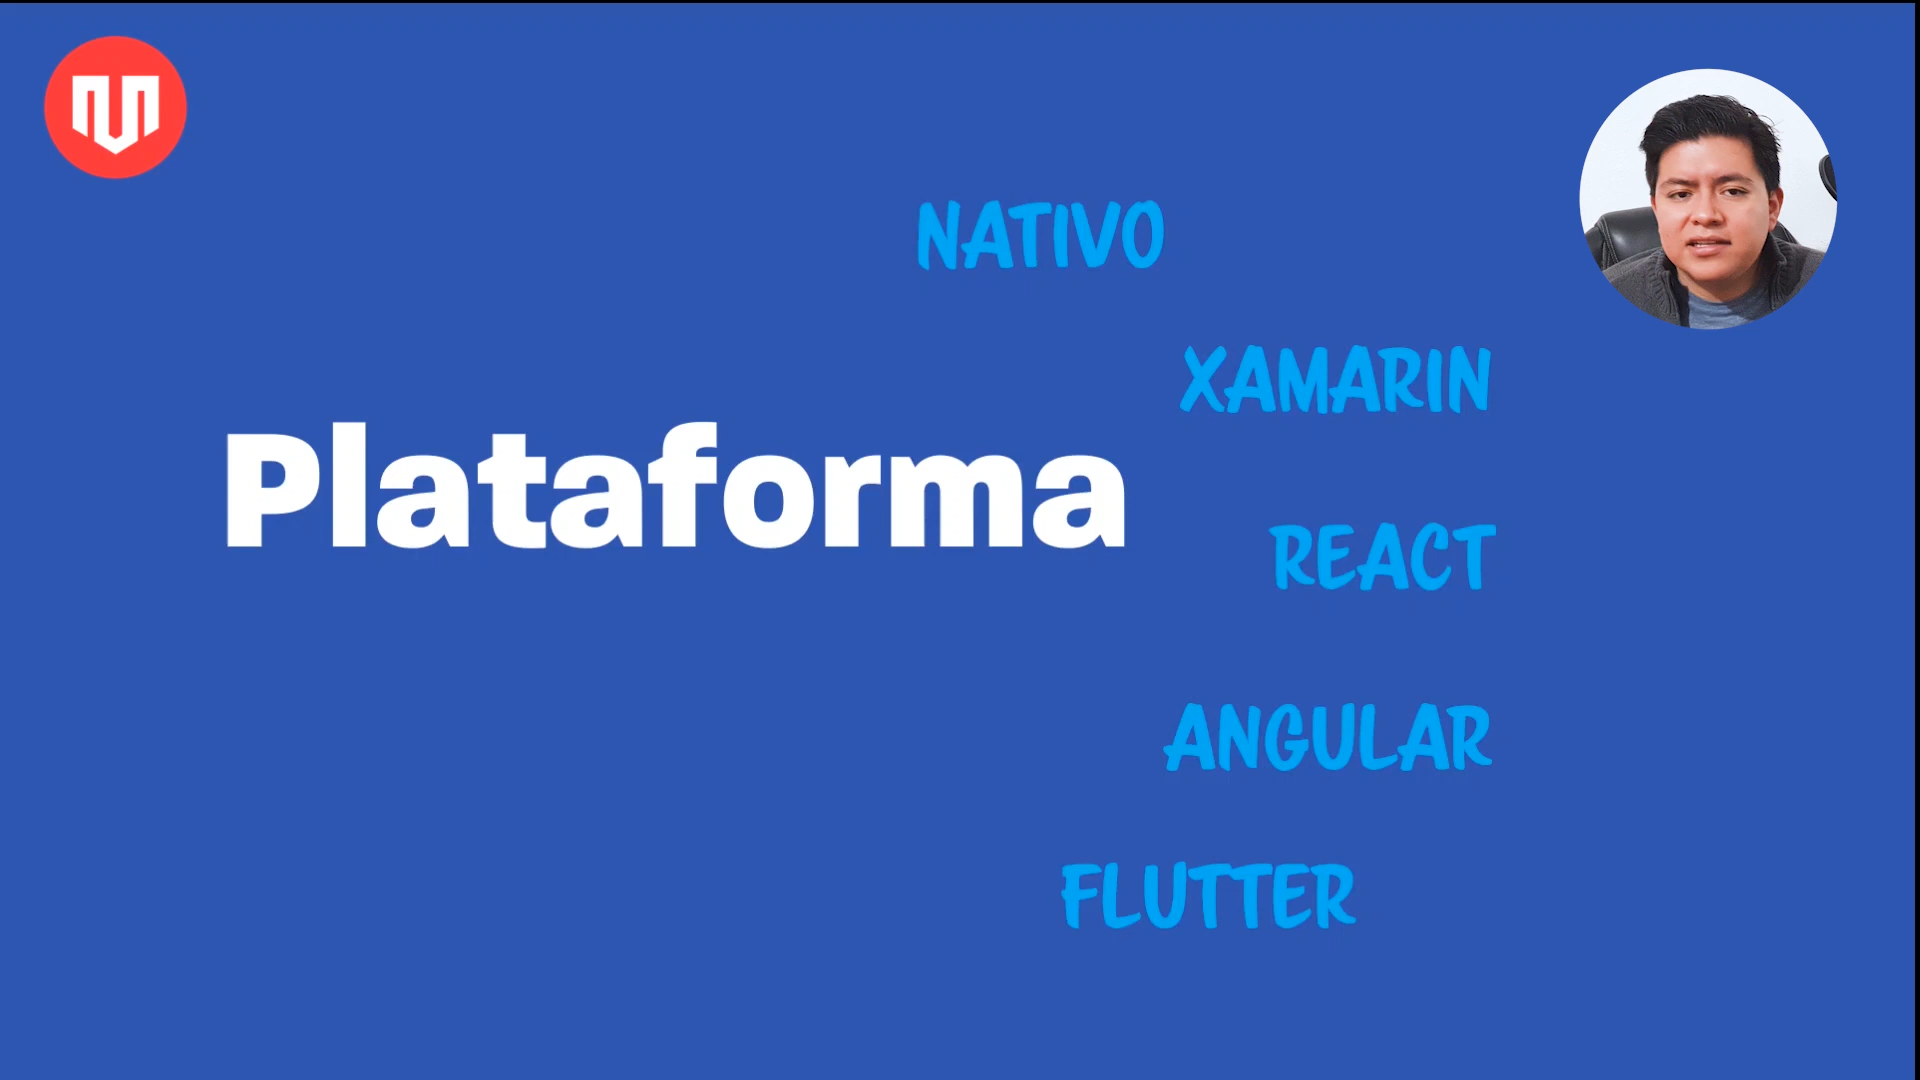 NATIVO
XAMARIN
Plataforma
REACT
ANGULAR
FLUTTER